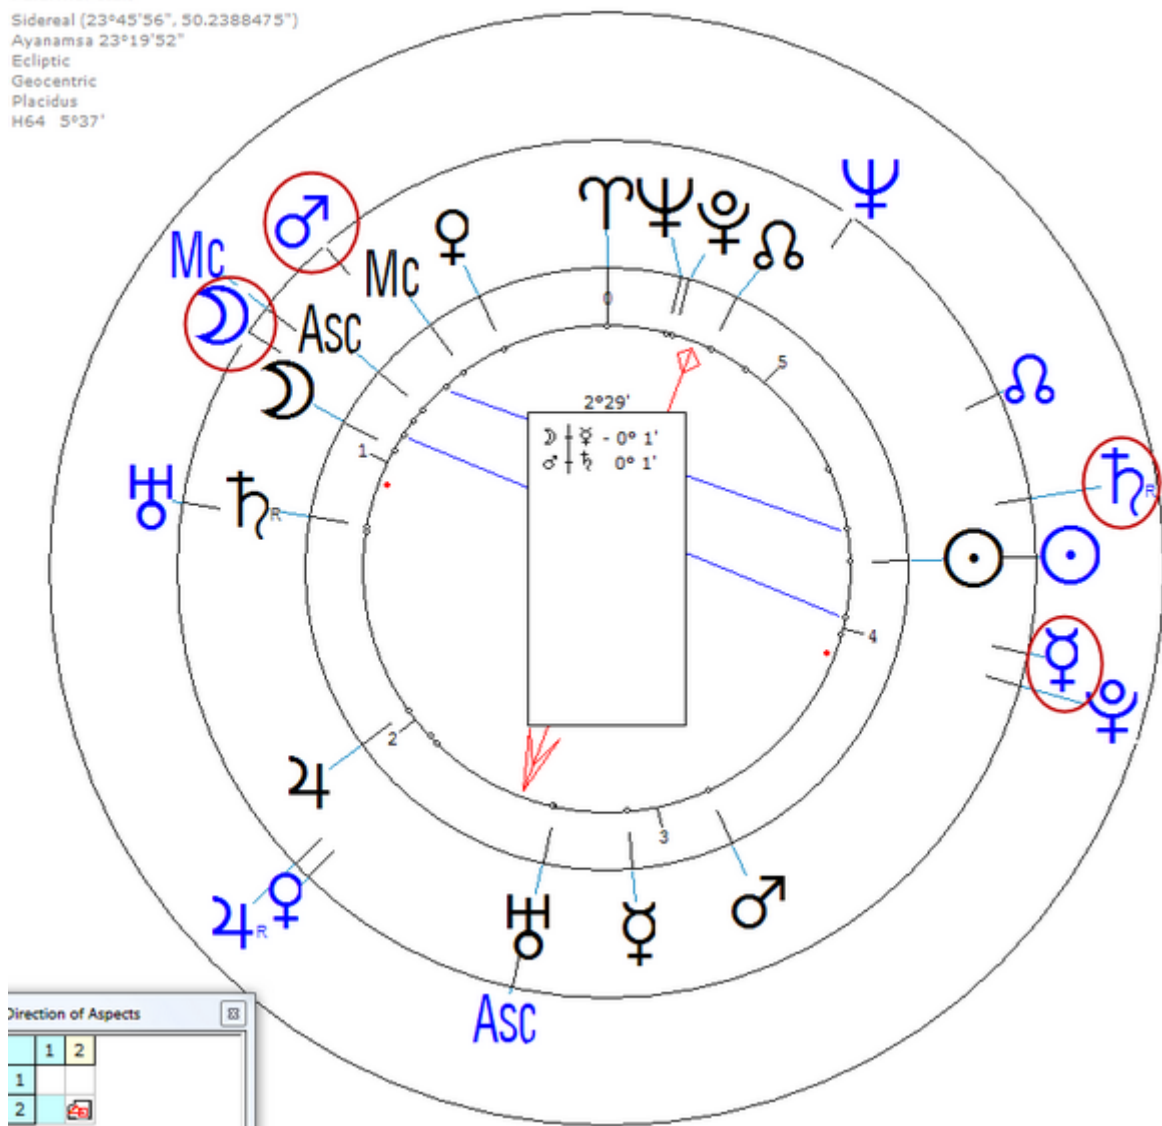 Sidereal (23°45'56", 50.2388475")
Ayanamsa 23°19'52"
Ecliptic
Geocentric
Placidus
H64 5°37'
♂ ♀ ♈ ♆ ♇ ☊ ♆
Mc Mc
☽ Asc
☽
☊
0
5
2°29'
☽ ☿ - 0° 1'
♂ ♄ 0° 1'
1
♅ ♄R
♄R
☉ ☉
4
☿
♇
2
♃
3
♃R ♀
♅ ☿ ♂
Asc
Direction of Aspects
1 2
1
2